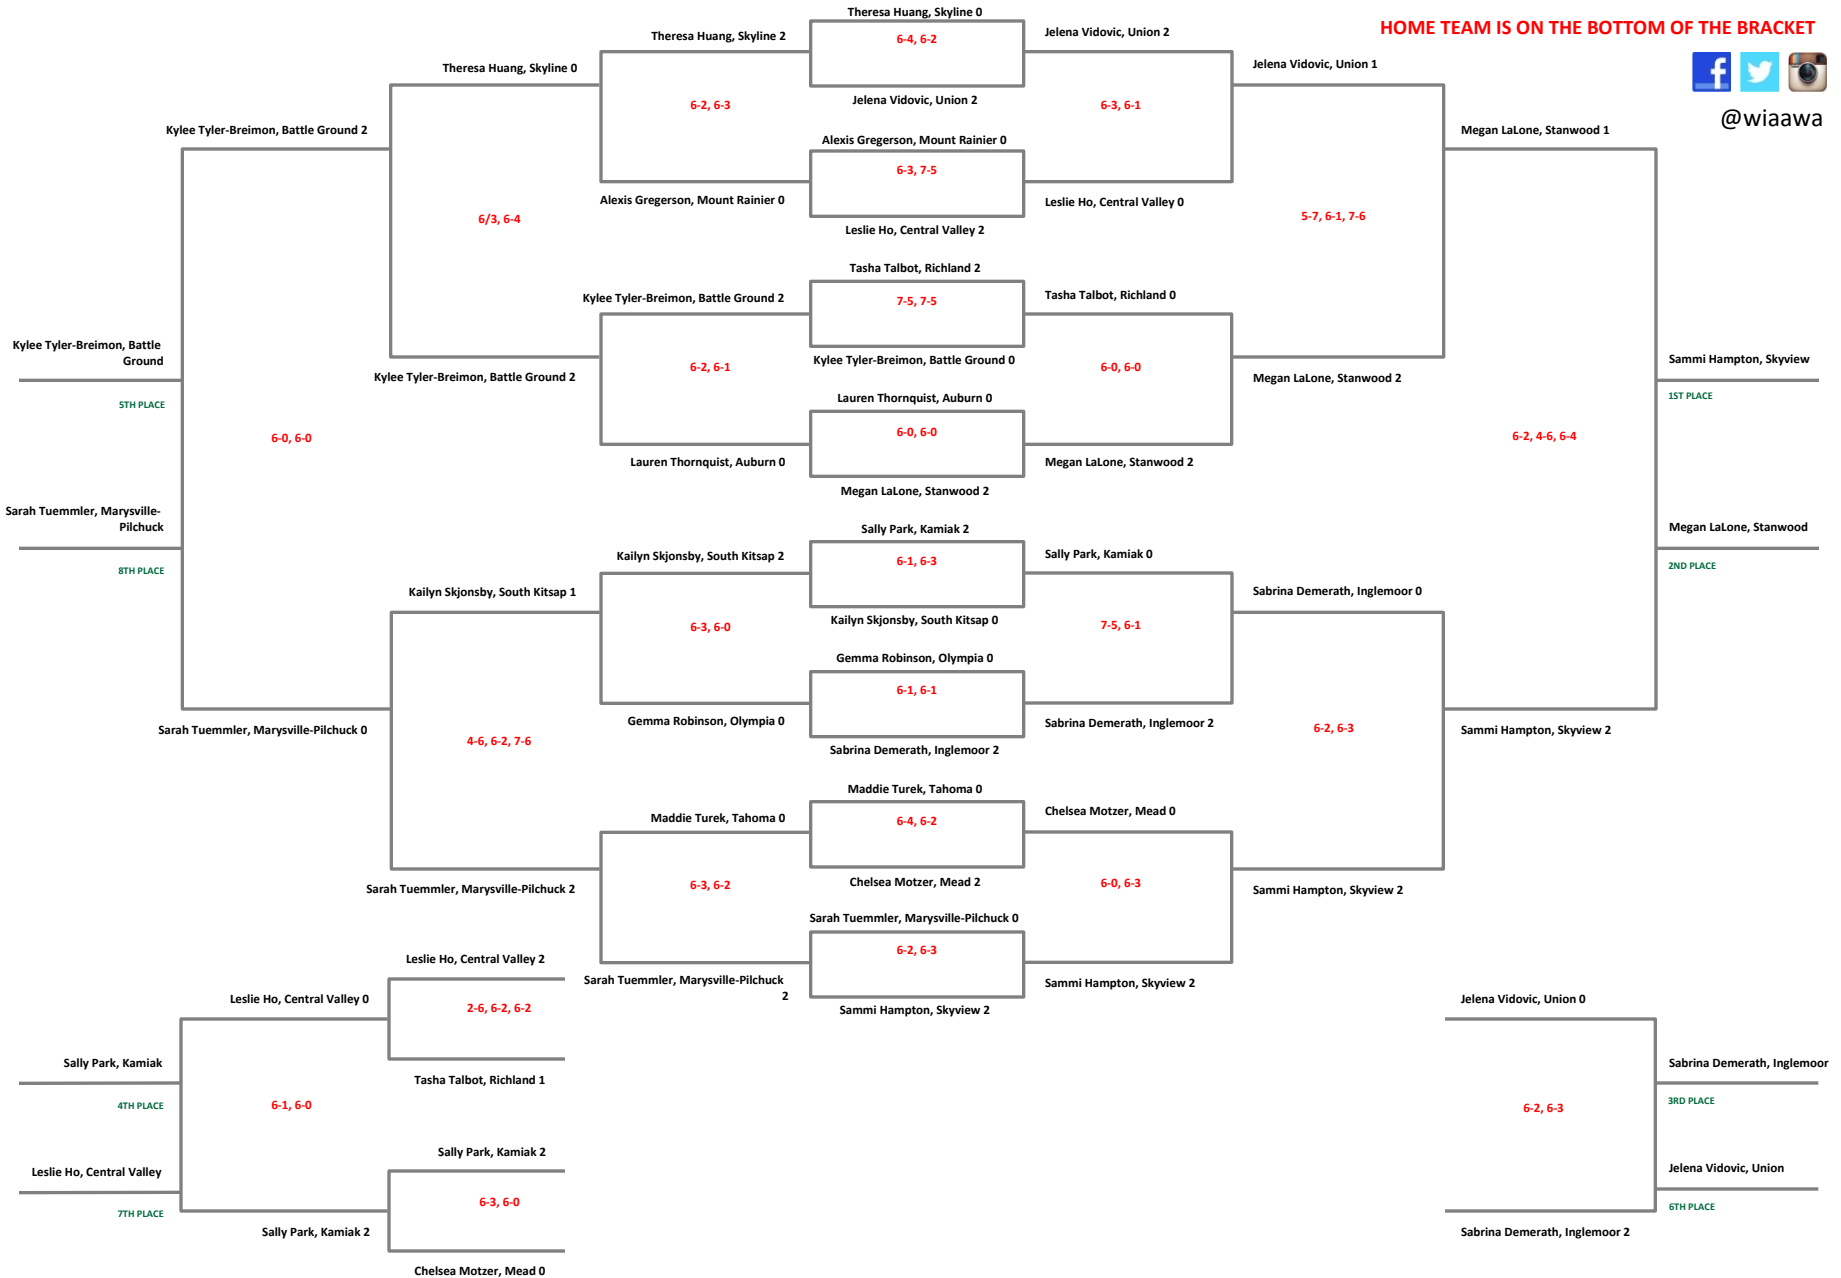 HOME TEAM IS ON THE BOTTOM OF THE BRACKET
@wiaawa
Kylee Tyler-Breimon, Battle
Ground
5TH PLACE
Sarah Tuemmler, Marysville-
Pilchuck
8TH PLACE
Kylee Tyler-Breimon, Battle Ground 2
6-0, 6-0
Sarah Tuemmler, Marysville-Pilchuck 0
Theresa Huang, Skyline 0
6/3, 6-4
Kylee Tyler-Breimon, Battle Ground 2
Kailyn Skjonsby, South Kitsap 1
4-6, 6-2, 7-6
Sarah Tuemmler, Marysville-Pilchuck 2
Theresa Huang, Skyline 2
6-2, 6-3
Alexis Gregerson, Mount Rainier 0
Kylee Tyler-Breimon, Battle Ground 2
6-2, 6-1
Lauren Thornquist, Auburn 0
Kailyn Skjonsby, South Kitsap 2
6-3, 6-0
Gemma Robinson, Olympia 0
Maddie Turek, Tahoma 0
6-3, 6-2
Sarah Tuemmler, Marysville-Pilchuck
2
Theresa Huang, Skyline 0
6-4, 6-2
Jelena Vidovic, Union 2
Alexis Gregerson, Mount Rainier 0
6-3, 7-5
Leslie Ho, Central Valley 2
Tasha Talbot, Richland 2
7-5, 7-5
Kylee Tyler-Breimon, Battle Ground 0
Lauren Thornquist, Auburn 0
6-0, 6-0
Megan LaLone, Stanwood 2
Sally Park, Kamiak 2
6-1, 6-3
Kailyn Skjonsby, South Kitsap 0
Gemma Robinson, Olympia 0
6-1, 6-1
Sabrina Demerath, Inglemoor 2
Maddie Turek, Tahoma 0
6-4, 6-2
Chelsea Motzer, Mead 2
Sarah Tuemmler, Marysville-Pilchuck 0
6-2, 6-3
Sammi Hampton, Skyview 2
Jelena Vidovic, Union 2
6-3, 6-1
Leslie Ho, Central Valley 0
Tasha Talbot, Richland 0
6-0, 6-0
Megan LaLone, Stanwood 2
Sally Park, Kamiak 0
7-5, 6-1
Sabrina Demerath, Inglemoor 2
Chelsea Motzer, Mead 0
6-0, 6-3
Sammi Hampton, Skyview 2
Jelena Vidovic, Union 1
5-7, 6-1, 7-6
Megan LaLone, Stanwood 2
Sabrina Demerath, Inglemoor 0
6-2, 6-3
Sammi Hampton, Skyview 2
Megan LaLone, Stanwood 1
6-2, 4-6, 6-4
Sammi Hampton, Skyview 2
Sammi Hampton, Skyview
1ST PLACE
Megan LaLone, Stanwood
2ND PLACE
Leslie Ho, Central Valley 2
2-6, 6-2, 6-2
Tasha Talbot, Richland 1
Sally Park, Kamiak 2
6-3, 6-0
Chelsea Motzer, Mead 0
Leslie Ho, Central Valley 0
6-1, 6-0
Sally Park, Kamiak 2
Sally Park, Kamiak
4TH PLACE
Leslie Ho, Central Valley
7TH PLACE
Jelena Vidovic, Union 0
6-2, 6-3
Sabrina Demerath, Inglemoor 2
Sabrina Demerath, Inglemoor
3RD PLACE
Jelena Vidovic, Union
6TH PLACE